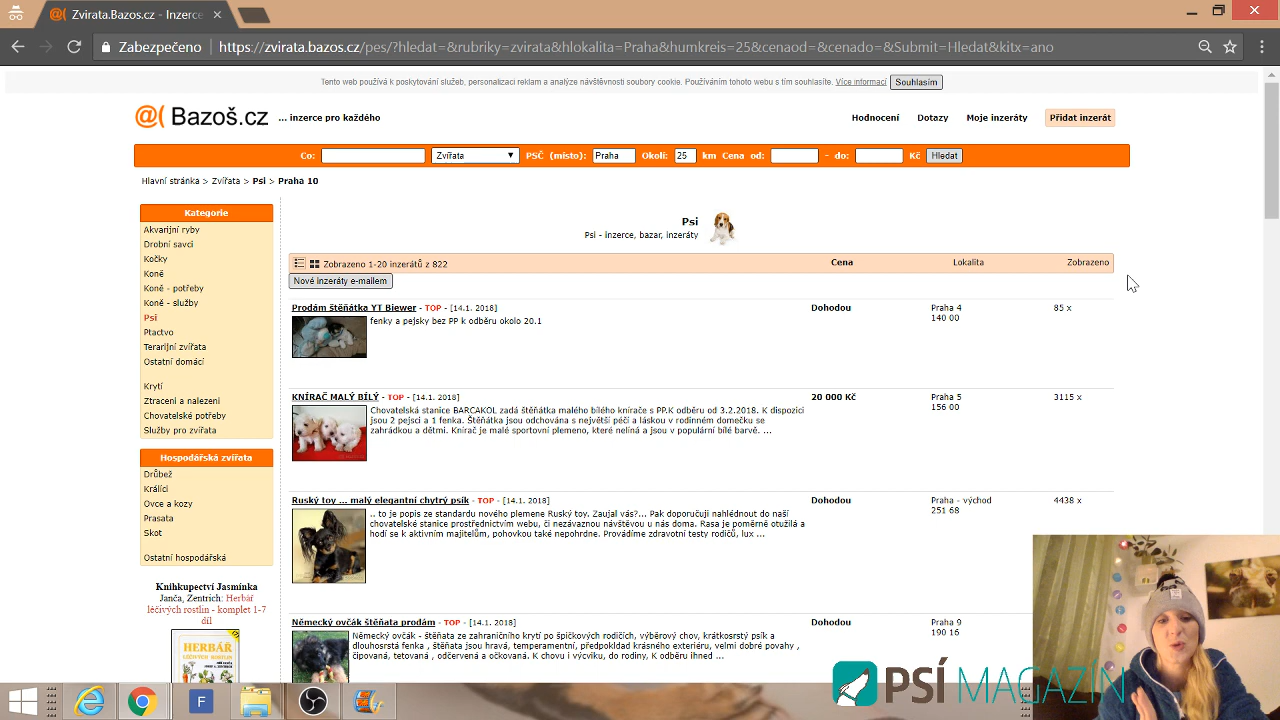 Zvirata.Bazos.cz - Inzerce
Zabezpečeno https://zvirata.bazos.cz/pes/?hledat=&rubriky=zvirata&hlokalita=Praha&humkreis=25&cenaod=&cenado=&Submit=Hledat&kitx=ano
Tento web používá k poskytování služeb, personalizaci reklam a analýze návštěvnosti soubory cookie. Používáním tohoto webu s tím souhlasíte. Více informací Souhlasím
@( Bazoš.cz ... inzerce pro každého
Hodnocení Dotazy Moje inzeráty Přidat inzerát
Co: Zvířata PSČ (místo): Praha Okolí: 25 km Cena od: - do: Kč Hledat
Hlavní stránka > Zvířata > Psi > Praha 10
Kategorie
Akvarijní ryby
Drobní savci
Kočky
Koně
Koně - potřeby
Koně - služby
Psi
Ptactvo
Terarijní zvířata
Ostatní domácí
Krytí
Ztraceni a nalezeni
Chovatelské potřeby
Služby pro zvířata
Hospodářská zvířata
Drůbež
Králíci
Ovce a kozy
Prasata
Skot
Ostatní hospodářská
Knihkupectví Jasmínka
Janča, Zentrich: Herbář
léčivých rostlin - komplet 1-7
díl
HERBÁŘ
LÉČIVÝCH ROSTLIN
Psi
Psi - inzerce, bazar, inzeráty
Zobrazeno 1-20 inzerátů z 822 Cena Lokalita Zobrazeno
Nové inzeráty e-mailem
Prodám štěňátka YT Biewer - TOP - [14.1. 2018] Dohodou Praha 4 85 x
fenky a pejsky bez PP k odběru okolo 20.1
140 00
KNÍRAČ MALÝ BÍLÝ - TOP - [14.1. 2018] 20 000 Kč Praha 5 3115 x
156 00
Chovatelská stanice BARCAKOL zadá štěňátka malého bílého knírače s PP.K odběru od 3.2.2018. K dispozici
jsou 2 pejsci a 1 fenka. Štěňátka jsou odchována s největší péčí a láskou v rodinném domečku se
zahrádkou a dětmi. Knírač je malé sportovní plemeno, které nelíná a jsou v populární bílé barvě. ...
Ruský toy ... malý elegantní chytrý psík - TOP - [14.1. 2018] Dohodou Praha - východ 4438 x
251 68
.. to je popis ze standardu nového plemene Ruský toy. Zaujal vás?... Pak doporučuji nahlédnout do naší
chovatelské stanice prostřednictvím webu, či nezávaznou návštěvou u nás doma. Rasa je poměrně otužilá a
hodí se k aktivním majitelům, pohovkou také nepohrdne. Provádíme zdravotní testy rodičů, lux ...
Německý ovčák štěňata prodám - TOP - [14.1. 2018] Dohodou Praha 9
190 16
Německý ovčák - štěňata ze zahraničního krytí po špičkových rodičích, výběrový chov, krátkosrstý psík a
dlouhosrstá fenka , štěňata jsou hravá, temperamentní, předpoklad krásného exteriéru, velmi dobré povahy ,
čipovaná, tetovaná , odčervená a očkovaná. K chovu i výcviku, do rodiny. K odběru ihned ...
PSÍ MAGAZÍN